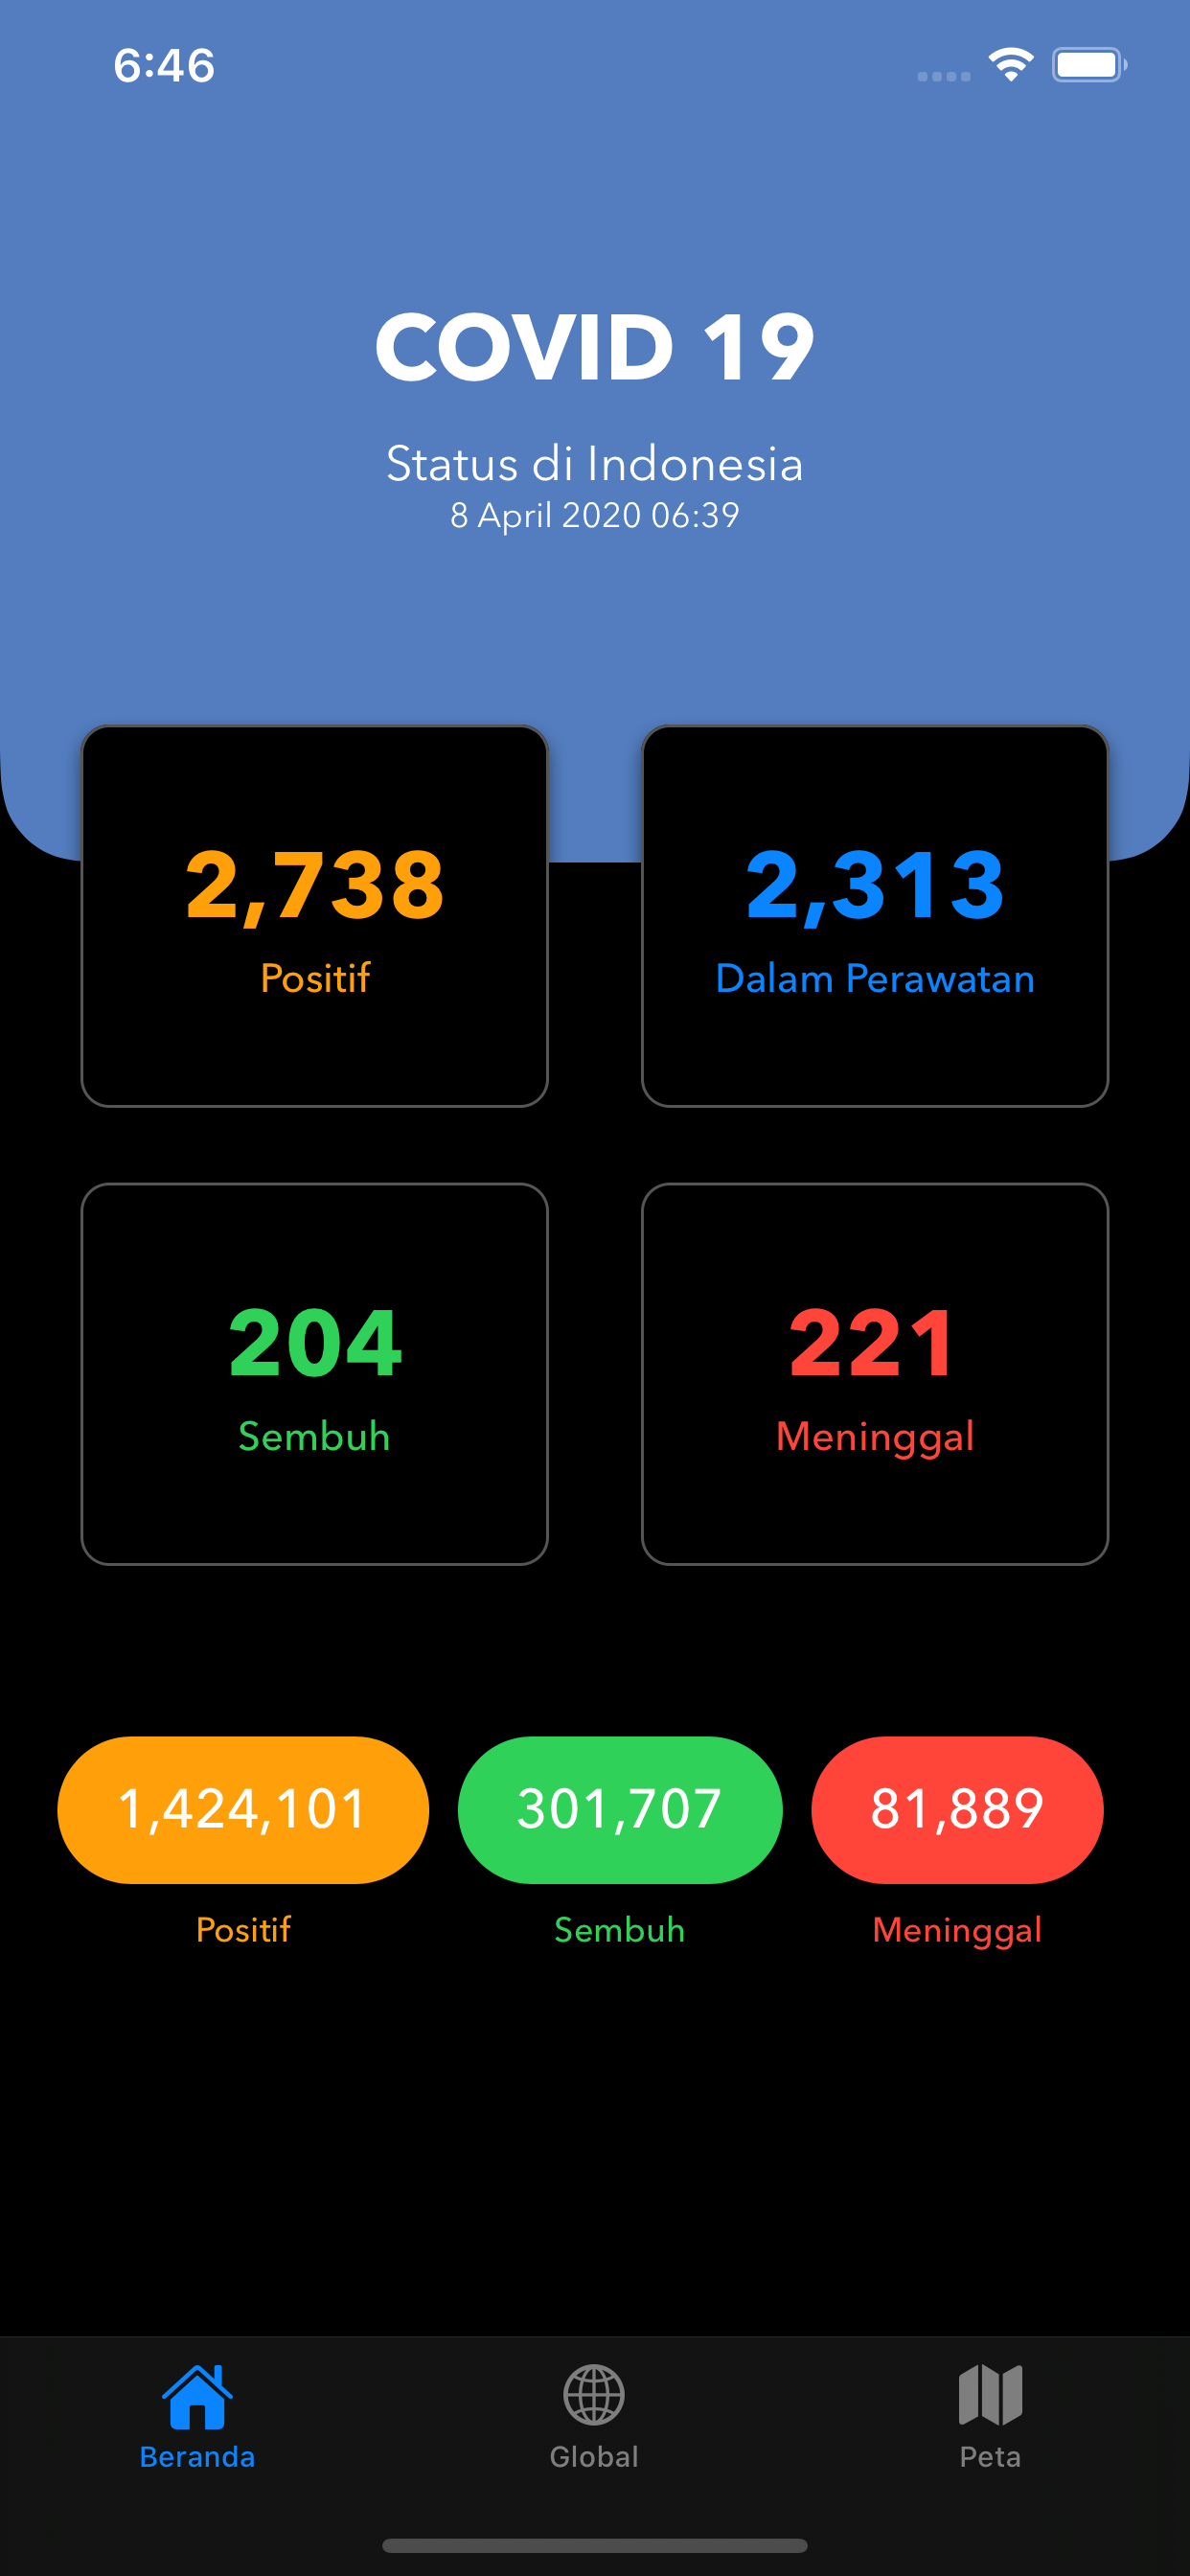 6:46
COVID 19
Status di Indonesia
8 April 2020 06:39
2,738
Positif
2,313
Dalam Perawatan
204
Sembuh
221
Meninggal
1,424,101
Positif
301,707
Sembuh
81,889
Meninggal
Beranda
Global
Peta